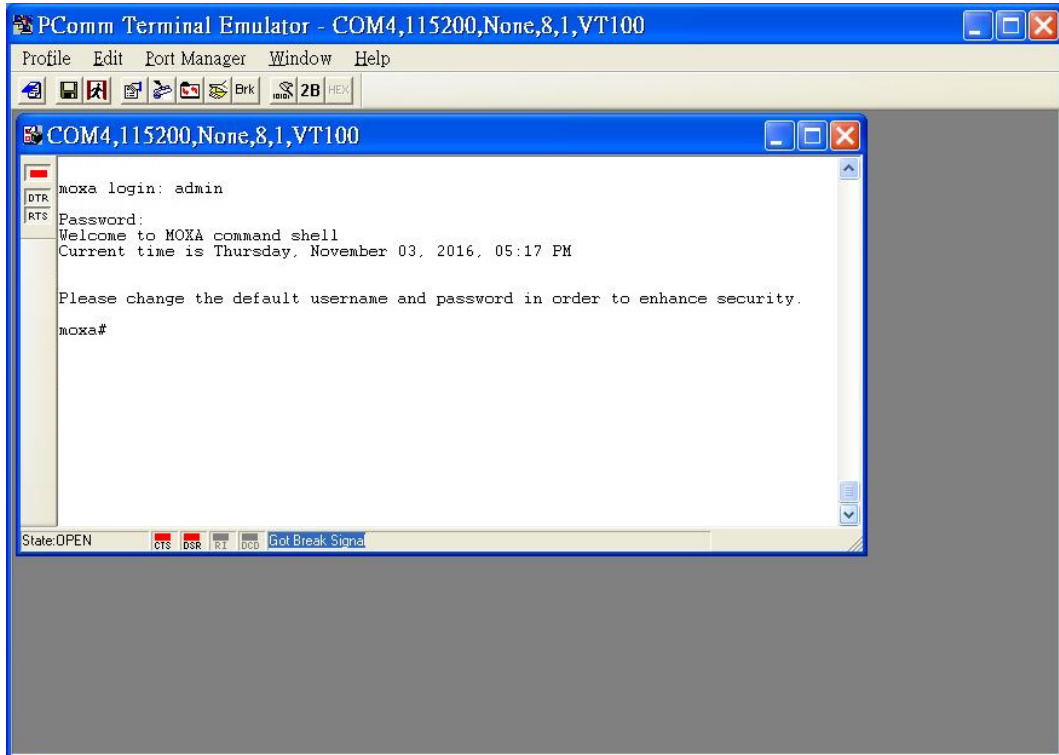 PComm Terminal Emulator - COM4,115200,None,8,1,VT100
Profile Edit Port Manager Window Help
Brk 2B HEX
COM4,115200,None,8,1,VT100
DTR
RTS
moxa login: admin
Password:
Welcome to MOXA command shell
Current time is Thursday, November 03, 2016, 05:17 PM
Please change the default username and password in order to enhance security.
moxa#
State:OPEN CTS DSR RI DCD Got Break Signal